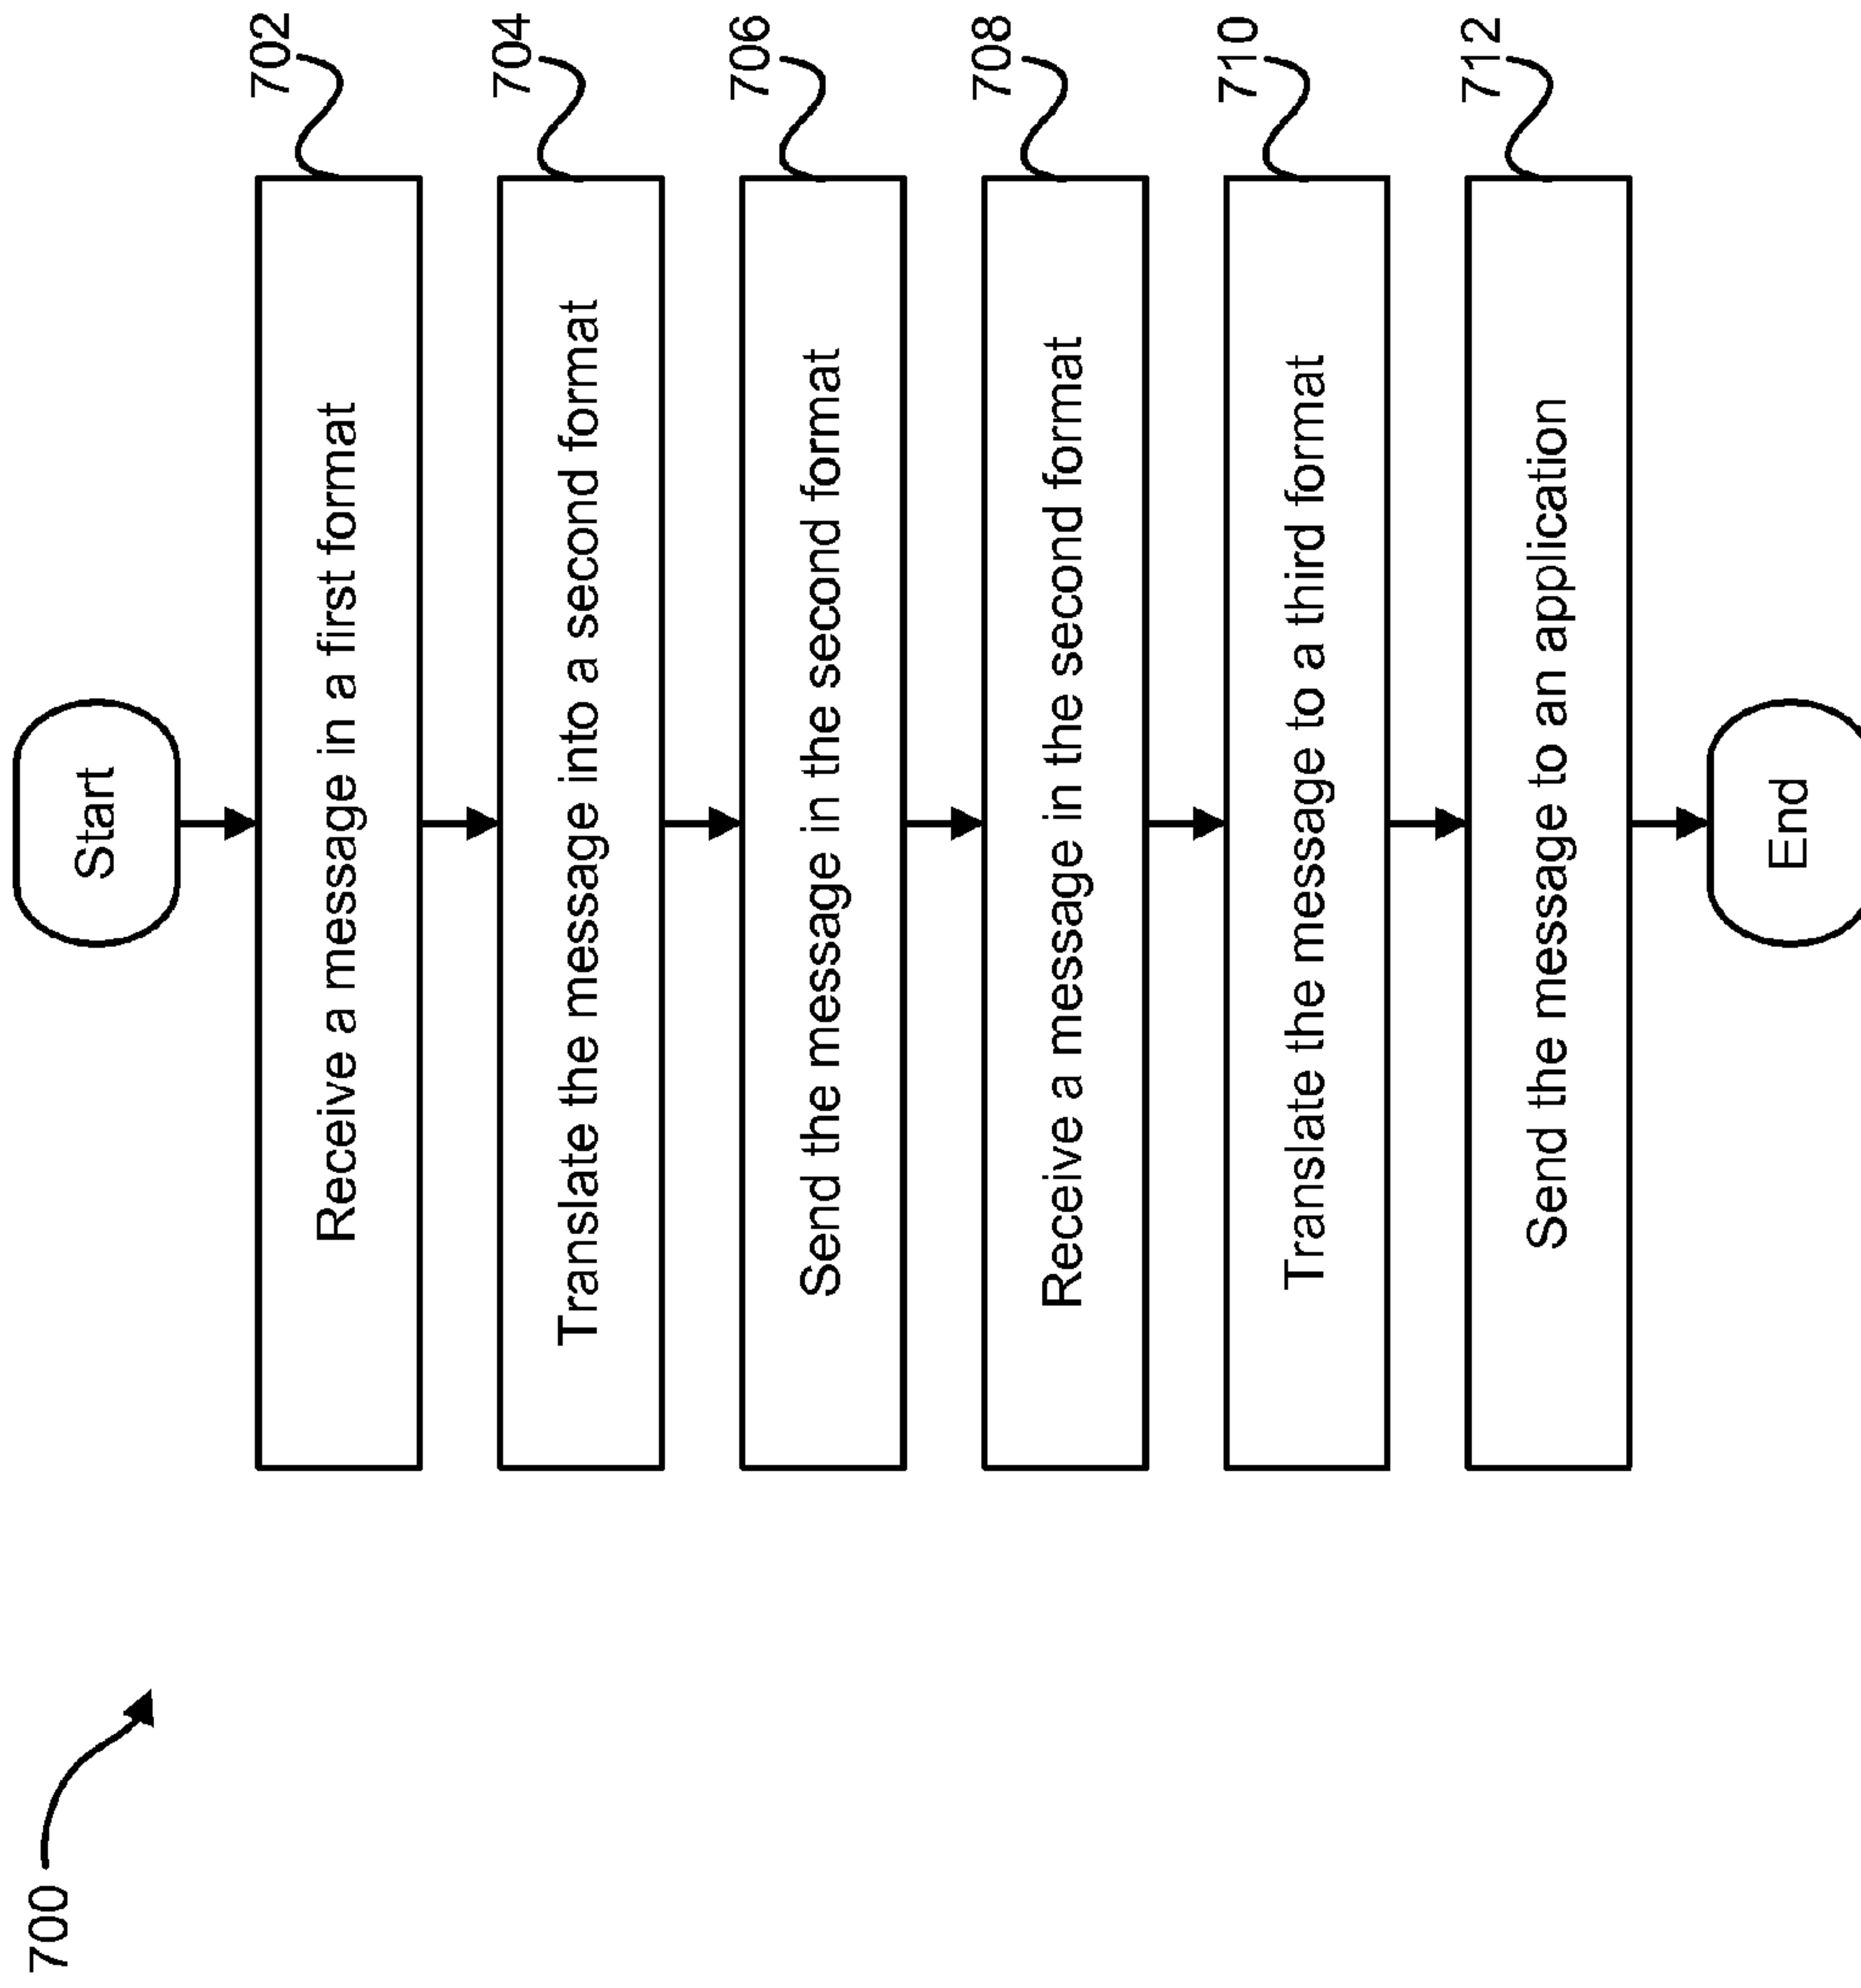 700
Start
Receive a message in a first format
702
Translate the message into a second format
704
Send the message in the second format
706
Receive a message in the second format
708
Translate the message to a third format
710
Send the message to an application
712
End